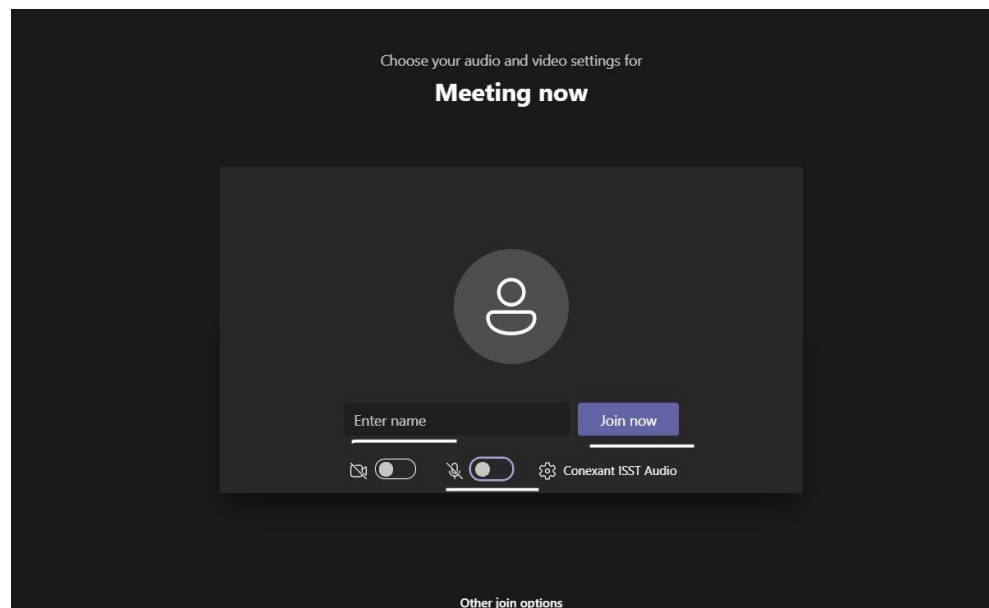 Choose your audio and video settings for
Meeting now
Enter name
Join now
Conexant ISST Audio
Other join options